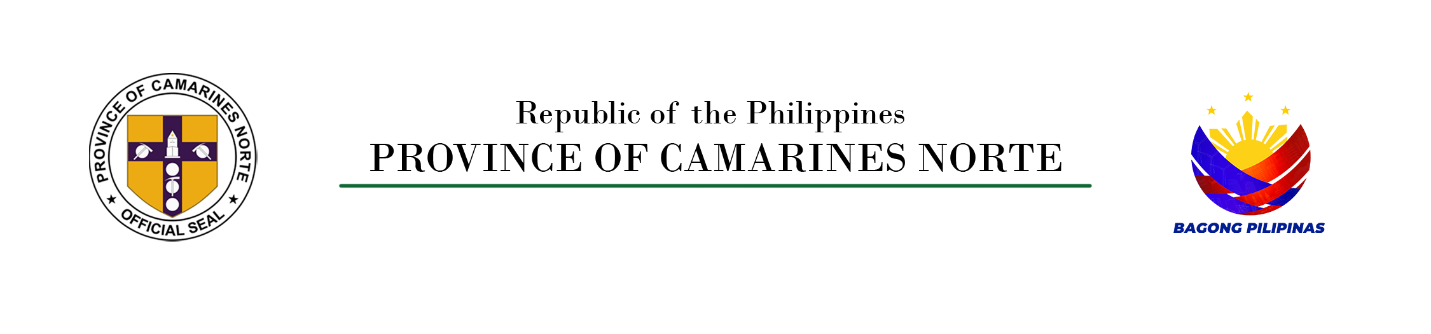 PROVINCE OF CAMARINES NORTE
OFFICIAL SEAL
Republic of the Philippines
PROVINCE OF CAMARINES NORTE
BAGONG PILIPINAS